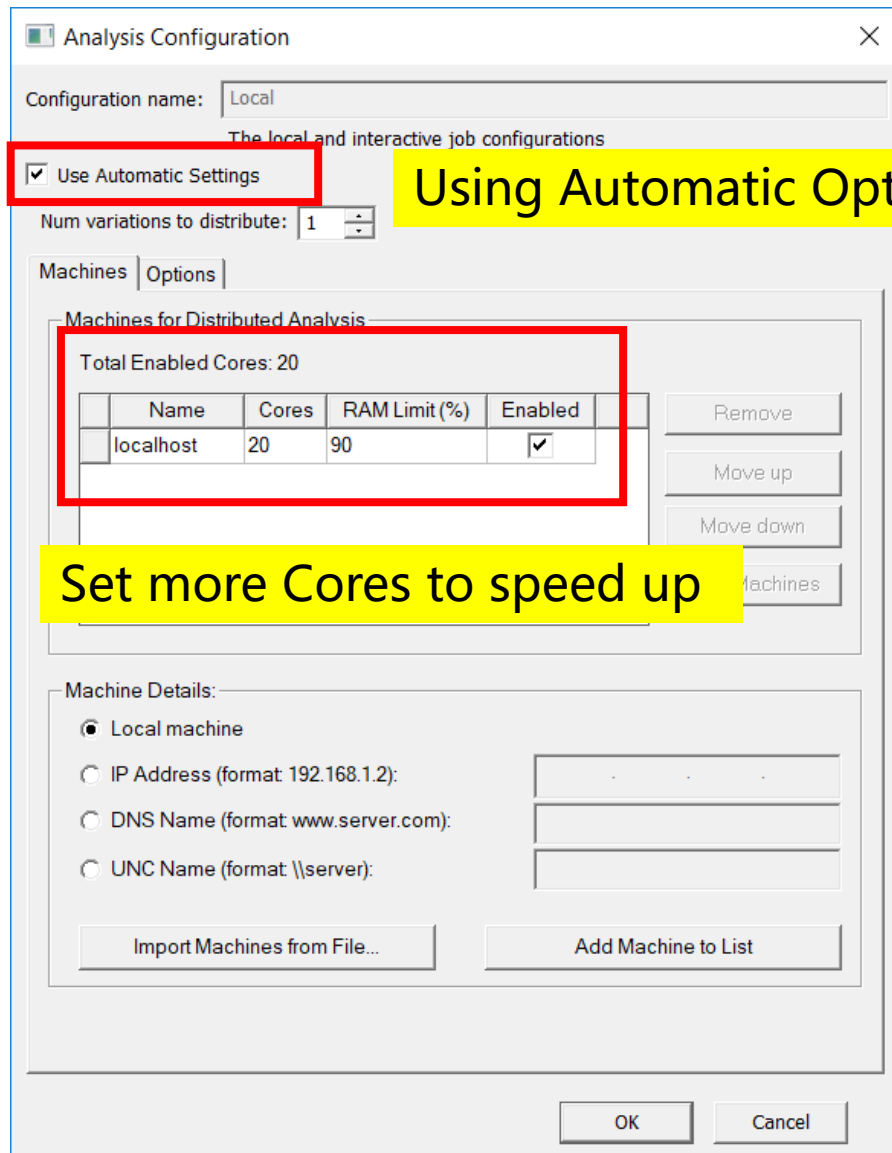 Analysis Configuration
Configuration name: Local
The local and interactive job configurations
Use Automatic Settings
Using Automatic Opt
Num variations to distribute: 1
Machines Options
Machines for Distributed Analysis
Total Enabled Cores: 20
Name Cores RAM Limit (%) Enabled
localhost 20 90
Remove
Move up
Move down
Set more Cores to speed up
Machines
Machine Details:
Local machine
IP Address (format: 192.168.1.2):
DNS Name (format: www.server.com):
UNC Name (format: \\server):
Import Machines from File... Add Machine to List
OK Cancel